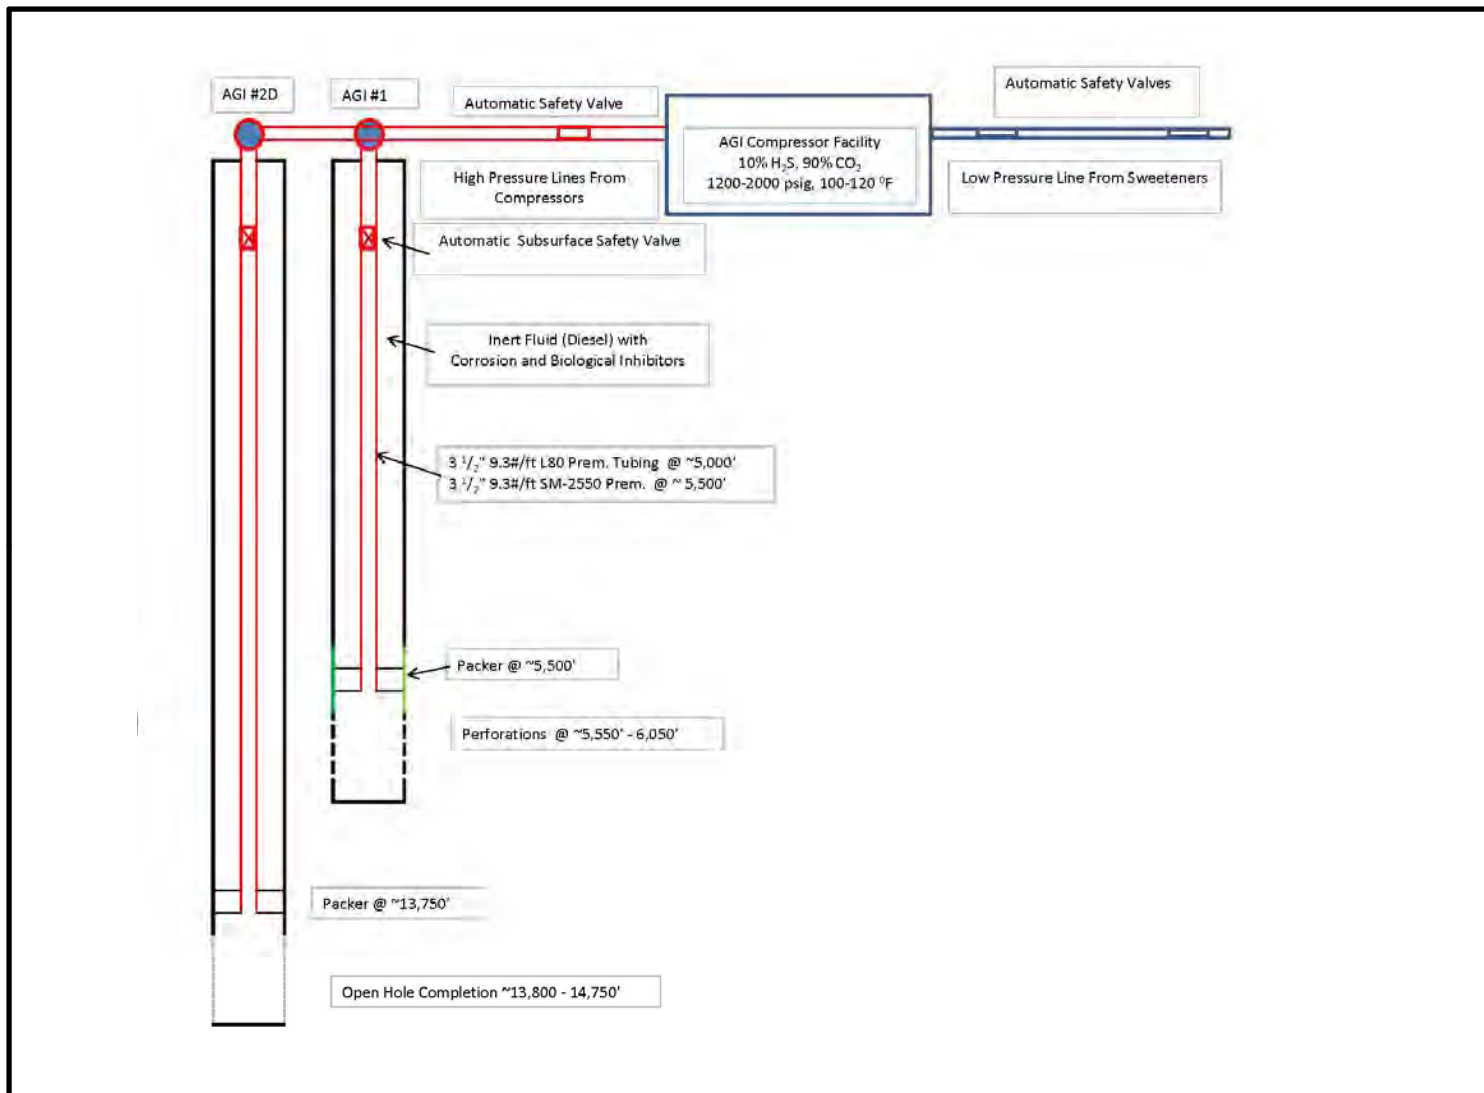 AGI #2D
AGI #1
Automatic Safety Valve
Automatic Safety Valves
AGI Compressor Facility
10% H₂S, 90% CO₂
1200-2000 psig, 100-120 ⁰F
High Pressure Lines From
Compressors
Low Pressure Line From Sweeteners
Automatic Subsurface Safety Valve
Inert Fluid (Diesel) with
Corrosion and Biological Inhibitors
3 ¹/₂" 9.3#/ft L80 Prem. Tubing @ ~5,000'
3 ¹/₂" 9.3#/ft SM-2550 Prem. @ ~ 5,500'
Packer @ ~5,500'
Perforations @ ~5,550' - 6,050'
Packer @ ~13,750'
Open Hole Completion ~13,800 - 14,750'